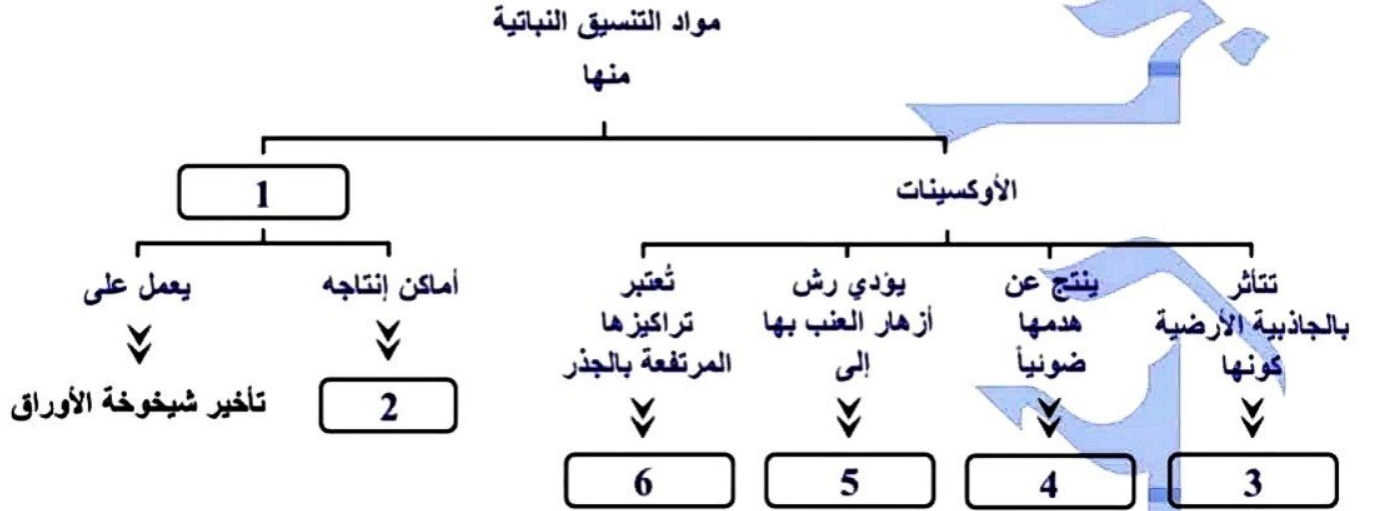 مواد التنسيق النباتية
منها
الأوكسينات
1
تتأثر
بالجاذبية الأرضية
كونها
3
ينتج عن
هدمها
ضوئياً
4
يؤدي رش
أزهار العنب بها
إلى
5
تُعتبر
تراكيزها
المرتفعة بالجذر
6
أماكن إنتاجه
2
يعمل على
تأخير شيخوخة الأوراق